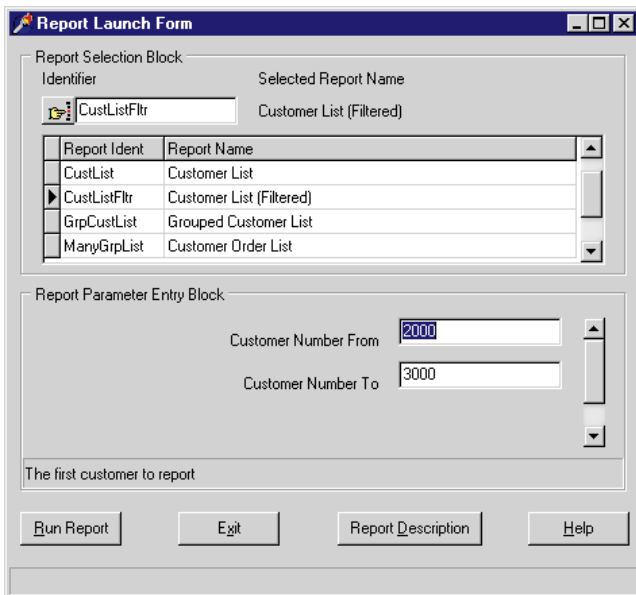 Report Launch Form
Report Selection Block
Identifier Selected Report Name
CustListFltr Customer List (Filtered)
Report Ident Report Name
CustList Customer List
CustListFltr Customer List (Filtered)
GrpCustList Grouped Customer List
ManyGrpList Customer Order List
Report Parameter Entry Block
Customer Number From 2000
Customer Number To 3000
The first customer to report
Run Report Exit Report Description Help